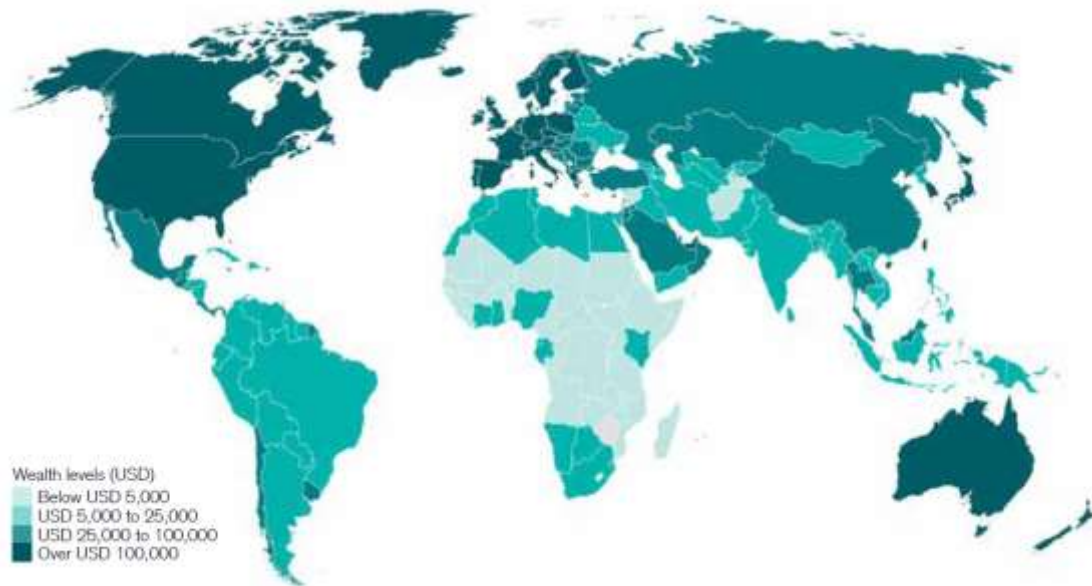 Wealth levels (USD)
Below USD 5,000
USD 5,000 to 25,000
USD 25,000 to 100,000
Over USD 100,000